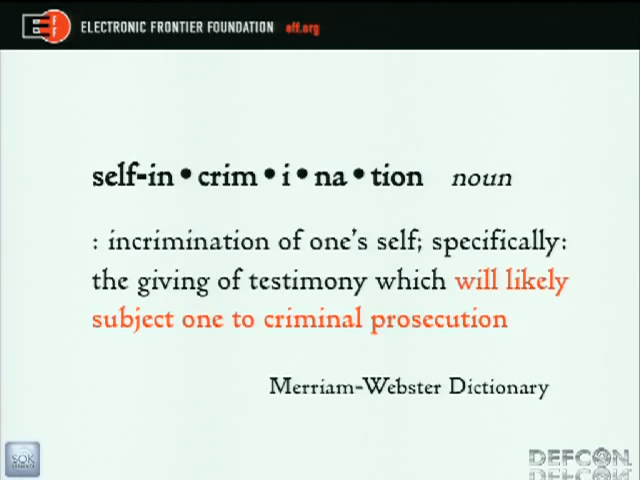 ELECTRONIC FRONTIER FOUNDATION eff.org
self-in•crim•i•na•tion noun
: incrimination of one's self; specifically:
the giving of testimony which will likely
subject one to criminal prosecution
Merriam-Webster Dictionary
SOK
DEFCON